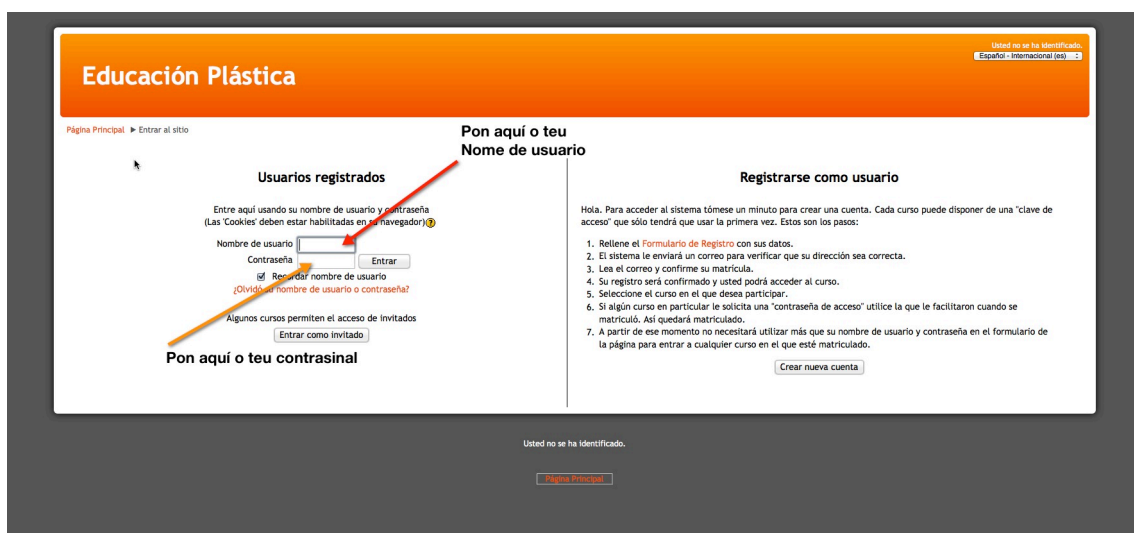 Usted no se ha identificado.
Español - Internacional (es)
Educación Plástica
Página Principal ► Entrar al sitio
Pon aquí o teu
Nome de usuario
Usuarios registrados
Entre aquí usando su nombre de usuario y contraseña
(Las 'Cookies' deben estar habilitadas en su navegador)
Nombre de usuario
Contraseña
Entrar
Recordar nombre de usuario
¿Olvidó su nombre de usuario o contraseña?
Algunos cursos permiten el acceso de invitados
Entrar como invitado
Pon aquí o teu contrasinal
Registrarse como usuario
Hola. Para acceder al sistema tómese un minuto para crear una cuenta. Cada curso puede disponer de una "clave de
acceso" que sólo tendrá que usar la primera vez. Estos son los pasos:
1. Rellene el Formulario de Registro con sus datos.
2. El sistema le enviará un correo para verificar que su dirección sea correcta.
3. Lea el correo y confirme su matrícula.
4. Su registro será confirmado y usted podrá acceder al curso.
5. Seleccione el curso en el que desea participar.
6. Si algún curso en particular le solicita una "contraseña de acceso" utilice la que le facilitaron cuando se
matriculó. Así quedará matriculado.
7. A partir de ese momento no necesitará utilizar más que su nombre de usuario y contraseña en el formulario de
la página para entrar a cualquier curso en el que esté matriculado.
Crear nueva cuenta
Usted no se ha identificado.
Página Principal